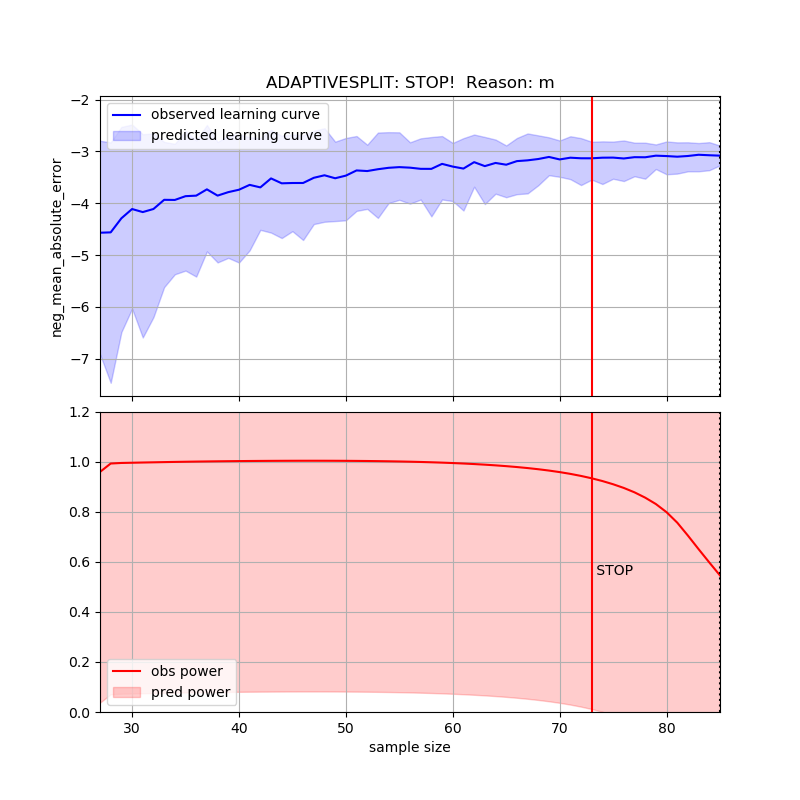 ADAPTIVESPLIT: STOP!  Reason: m
observed learning curve
predicted learning curve
neg_mean_absolute_error
−2
−3
−4
−5
−6
−7
1.2
1.0
0.8
0.6
0.4
0.2
0.0
STOP
obs power
pred power
30 40 50 60 70 80
sample size